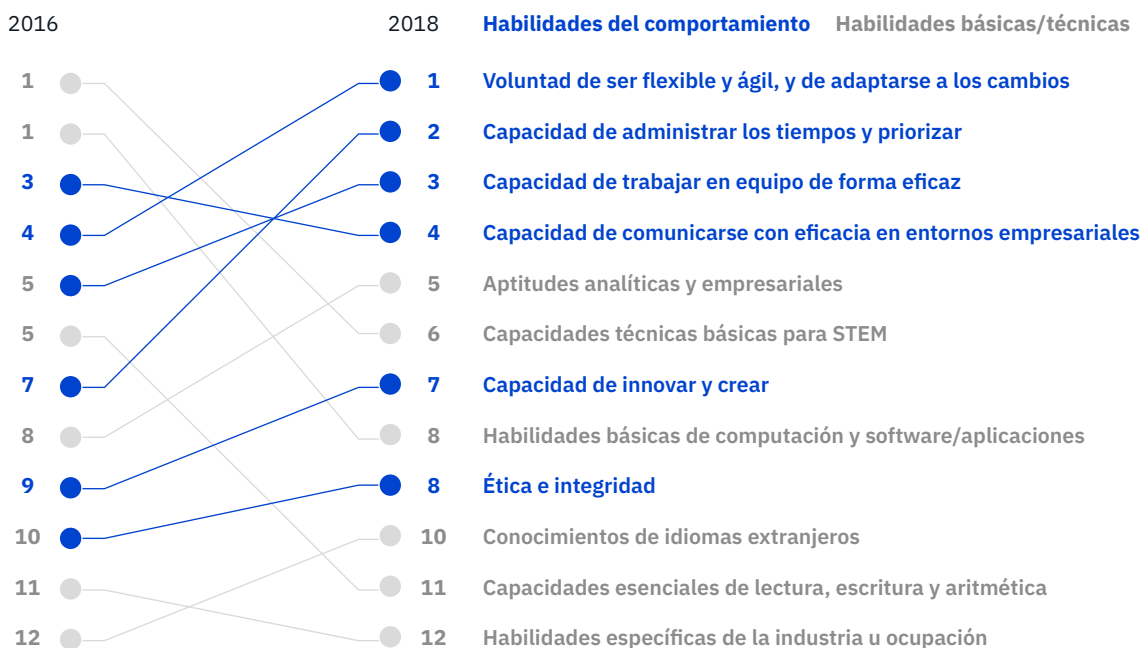 2016 2018 Habilidades del comportamiento Habilidades básicas/técnicas
1 1 Voluntad de ser flexible y ágil, y de adaptarse a los cambios
1 2 Capacidad de administrar los tiempos y priorizar
3 3 Capacidad de trabajar en equipo de forma eficaz
4 4 Capacidad de comunicarse con eficacia en entornos empresariales
5 5 Aptitudes analíticas y empresariales
5 6 Capacidades técnicas básicas para STEM
7 7 Capacidad de innovar y crear
8 8 Habilidades básicas de computación y software/aplicaciones
9 8 Ética e integridad
10 10 Conocimientos de idiomas extranjeros
11 11 Capacidades esenciales de lectura, escritura y aritmética
12 12 Habilidades específicas de la industria u ocupación